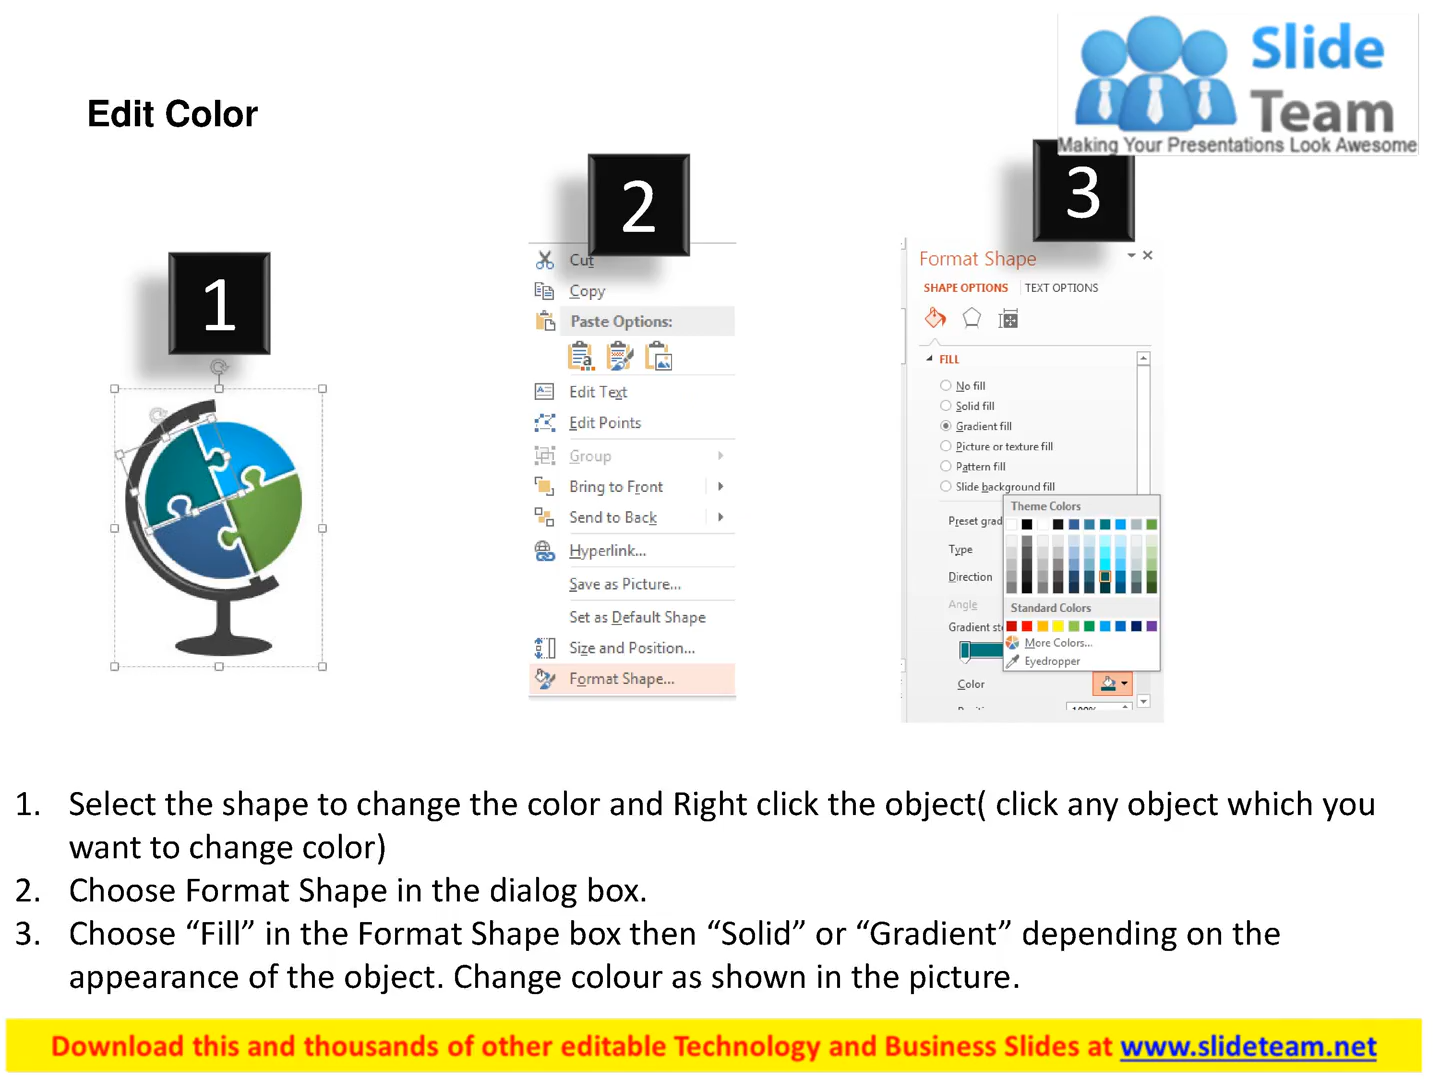 Slide
Team
Making Your Presentations Look Awesome
Edit Color
1
2
3
Cut
Copy
Paste Options:
Edit Text
Edit Points
Group
Bring to Front
Send to Back
Hyperlink...
Save as Picture...
Set as Default Shape
Size and Position...
Format Shape...
Format Shape
SHAPE OPTIONS TEXT OPTIONS
FILL
No fill
Solid fill
Gradient fill
Picture or texture fill
Pattern fill
Slide background fill
Preset grad
Type
Direction
Angle
Gradient st
Theme Colors
Standard Colors
More Colors...
Eyedropper
Color
1. Select the shape to change the color and Right click the object( click any object which you
want to change color)
2. Choose Format Shape in the dialog box.
3. Choose “Fill” in the Format Shape box then “Solid” or “Gradient” depending on the
appearance of the object. Change colour as shown in the picture.
Download this and thousands of other editable Technology and Business Slides at www.slideteam.net